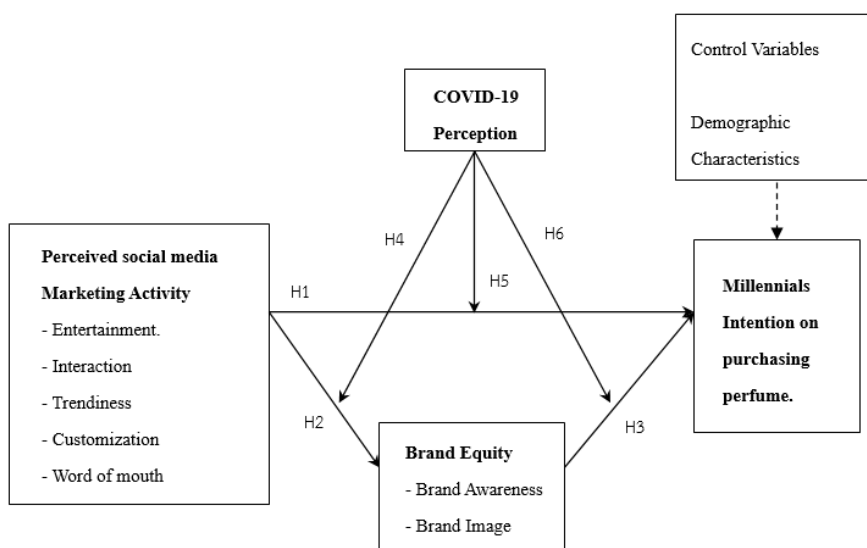 Control Variables
Demographic
Characteristics
COVID-19
Perception
H4
H6
H5
Perceived social media
Marketing Activity
- Entertainment.
- Interaction
- Trendiness
- Customization
- Word of mouth
H1
H2
H3
Millennials
Intention on
purchasing
perfume.
Brand Equity
- Brand Awareness
- Brand Image